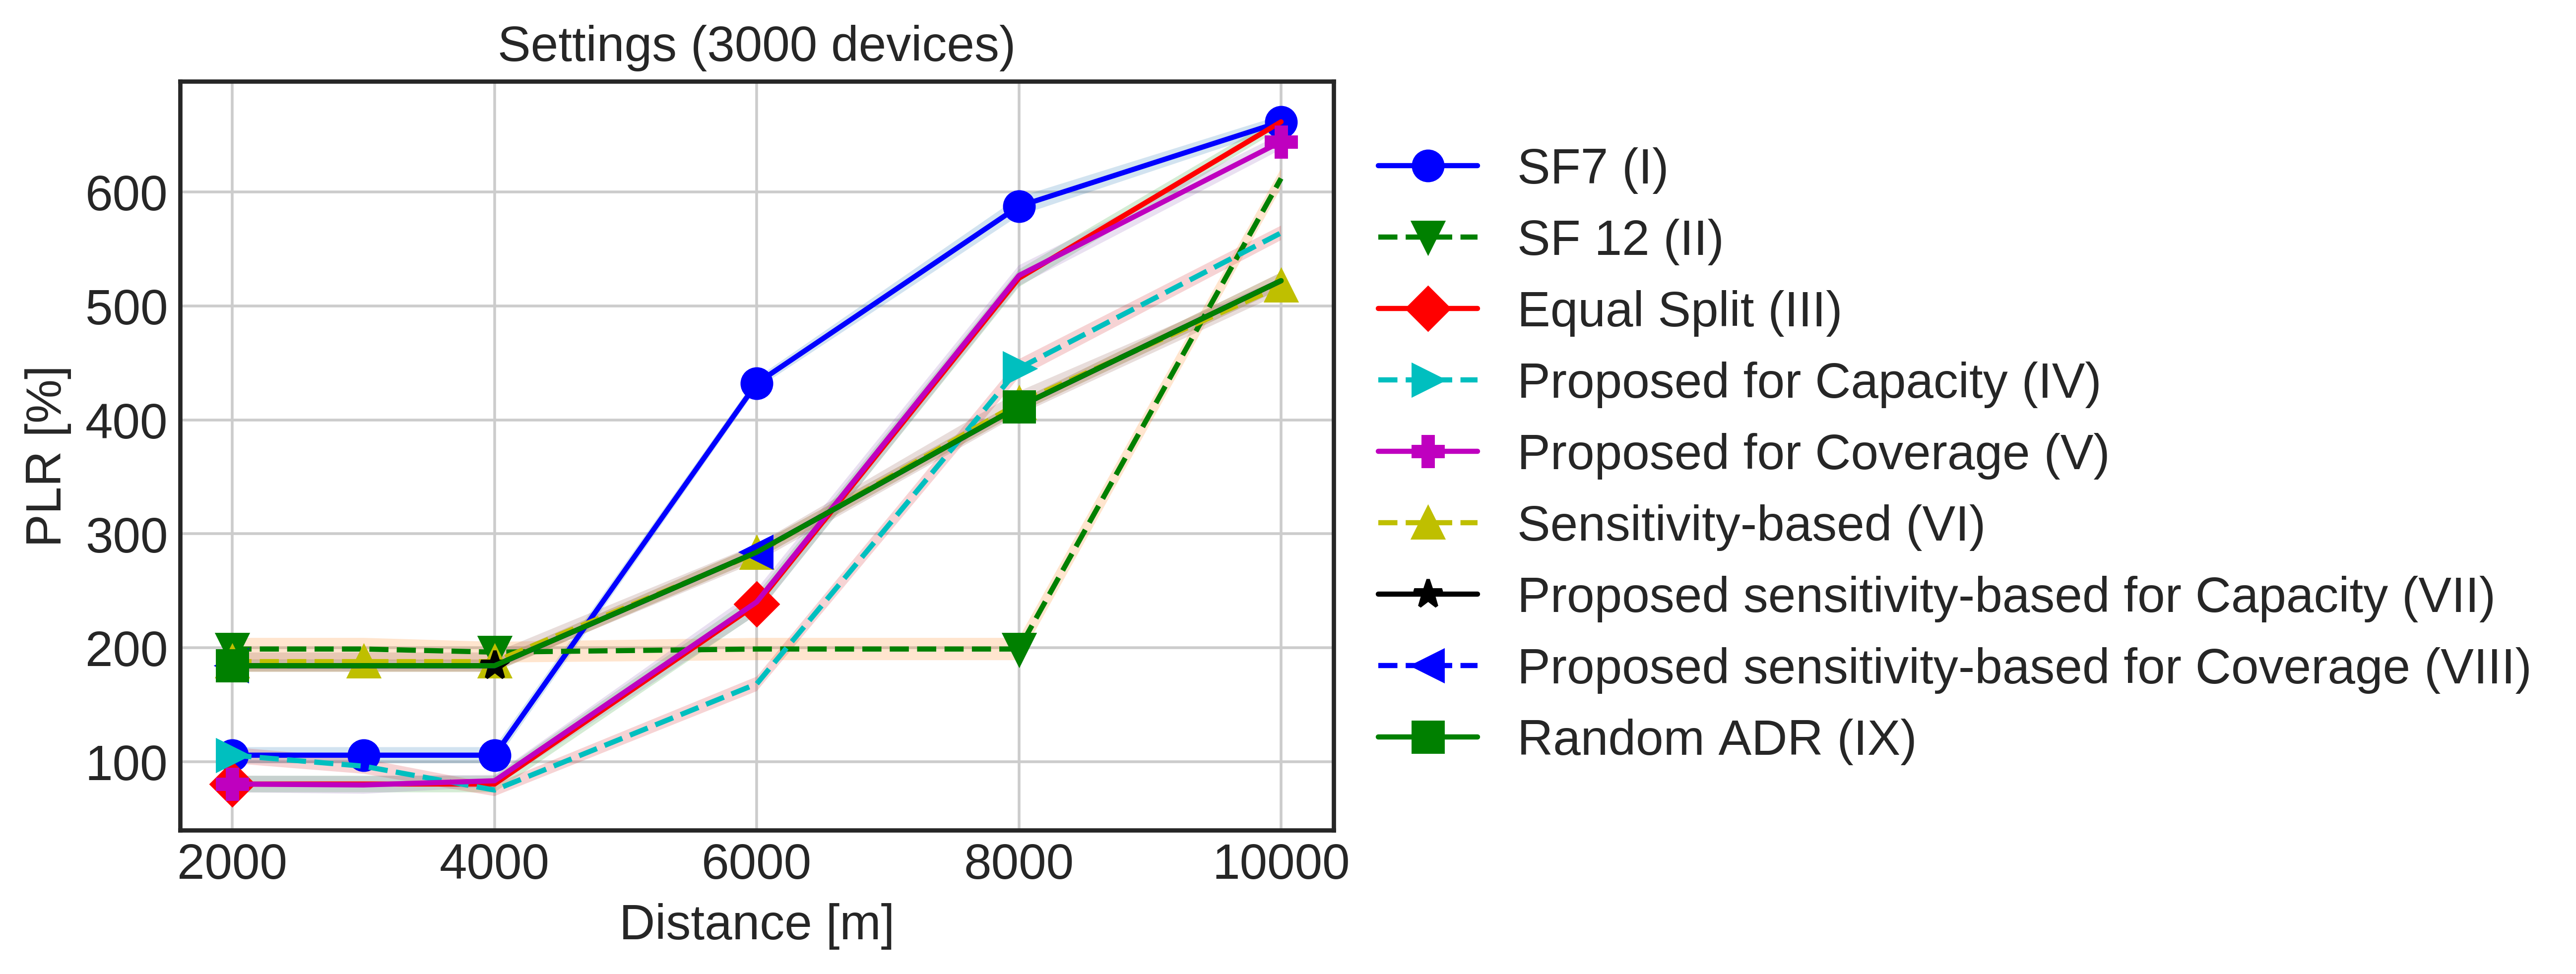 Settings (3000 devices)
PLR [%]
600
500
400
300
200
100
2000 4000 6000 8000 10000
Distance [m]
SF7 (I)
SF 12 (II)
Equal Split (III)
Proposed for Capacity (IV)
Proposed for Coverage (V)
Sensitivity-based (VI)
Proposed sensitivity-based for Capacity (VII)
Proposed sensitivity-based for Coverage (VIII)
Random ADR (IX)